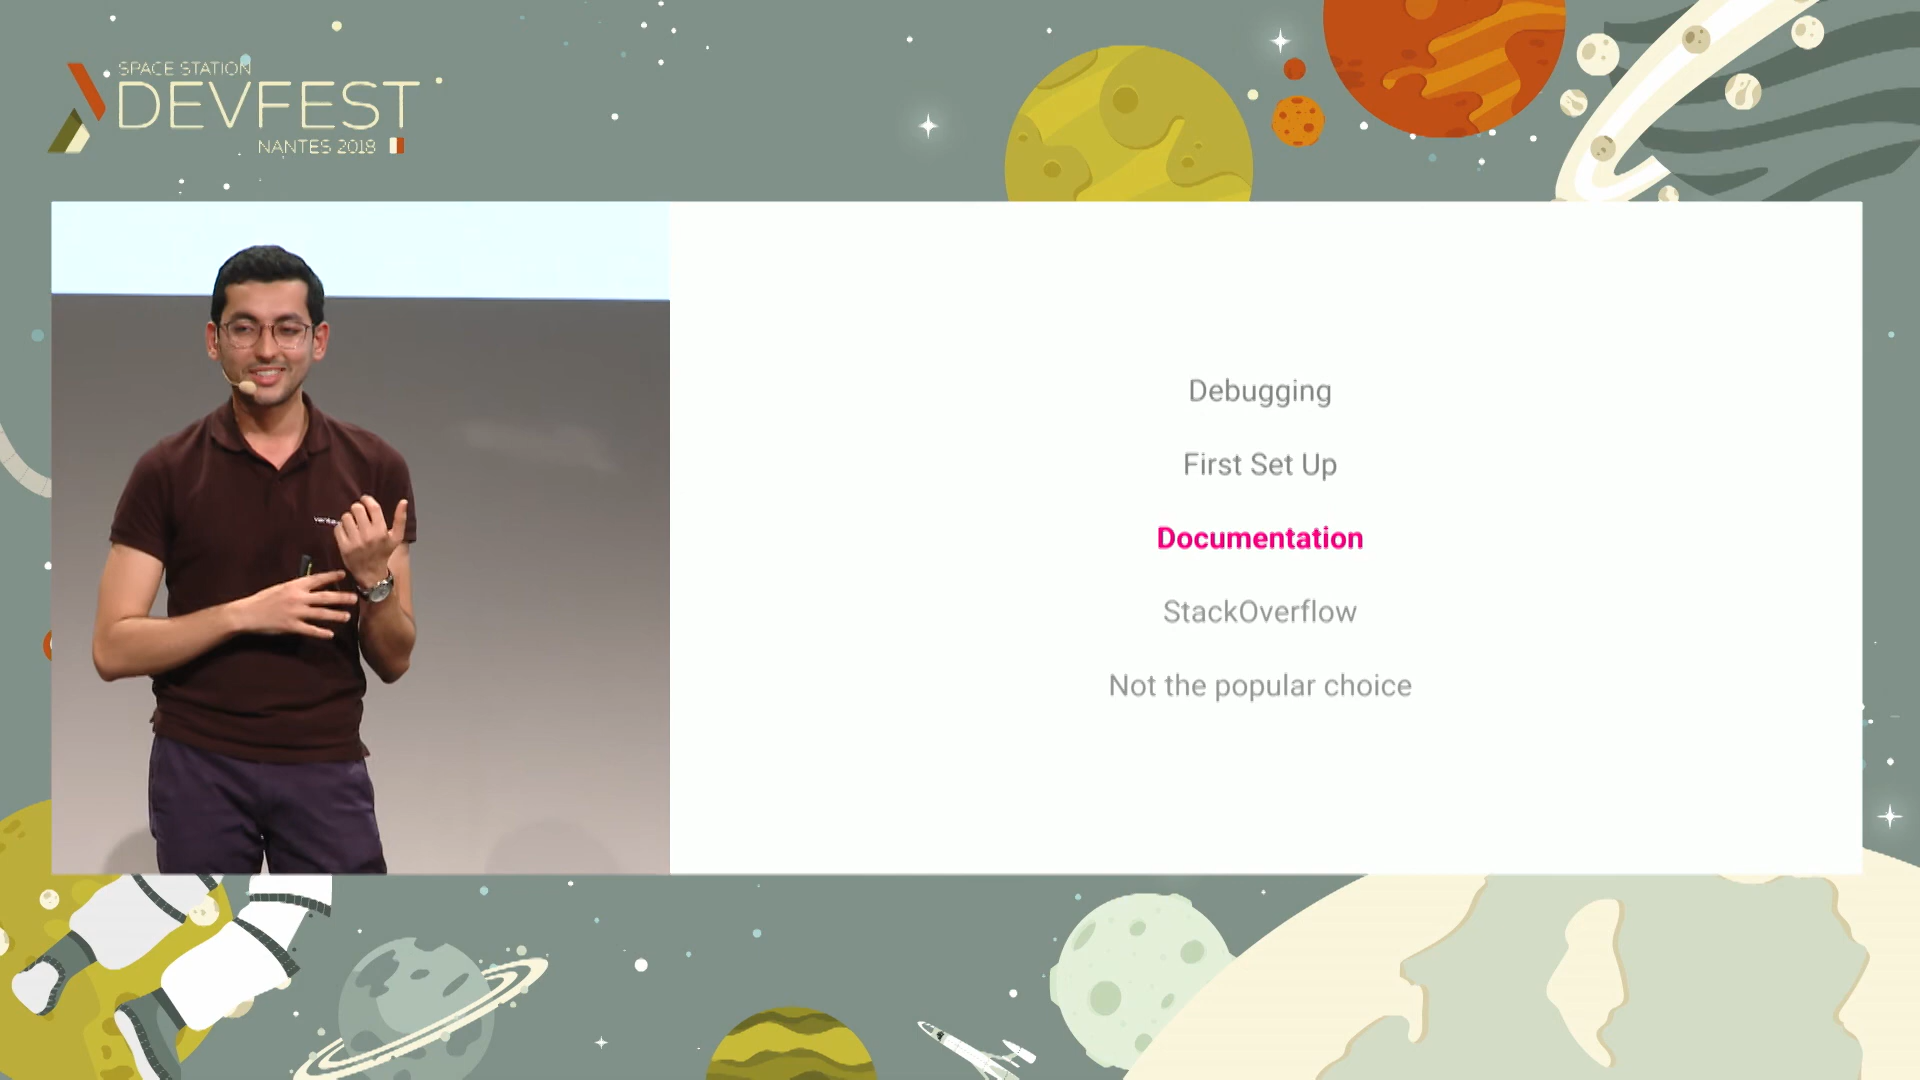 SPACE STATION
DEVFEST
NANTES 2018
Debugging
First Set Up
Documentation
StackOverflow
Not the popular choice